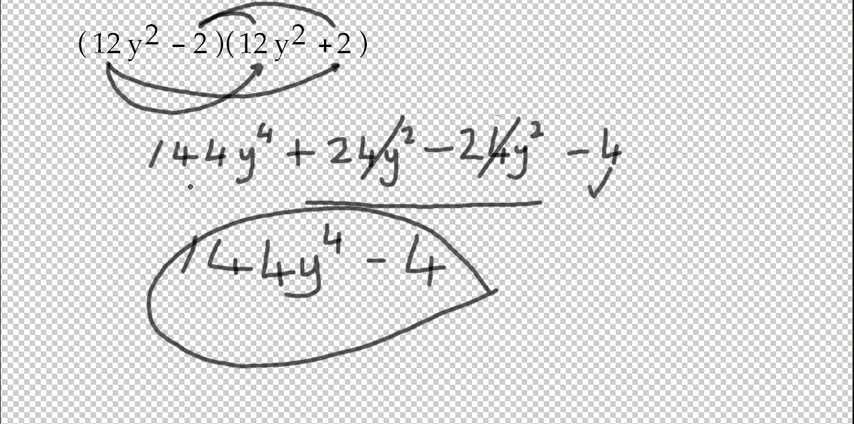 (12y² - 2)(12y² + 2)
144y⁴ + 24y² - 24y² - 4
144y⁴ - 4